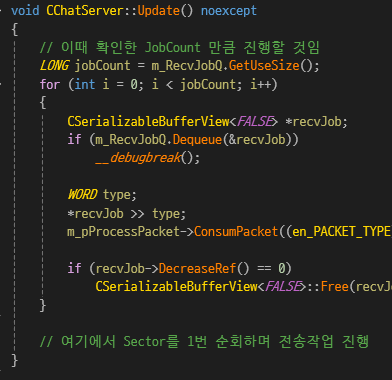 void CChatServer::Update() noexcept
{
// 이때 확인한 JobCount 만큼 진행할 것임
LONG jobCount = m_RecvJobQ.GetUseSize();
for (int i = 0; i < jobCount; i++)
{
CSerializableBufferView<FALSE> *recvJob;
if (m_RecvJobQ.Dequeue(&recvJob))
__debugbreak();
WORD type;
*recvJob >> type;
m_pProcessPacket->ConsumPacket((en_PACKET_TYPE
if (recvJob->DecreaseRef() == 0)
CSerializableBufferView<FALSE>::Free(recvJ
}
// 여기에서 Sector를 1번 순회하며 전송작업 진행
}